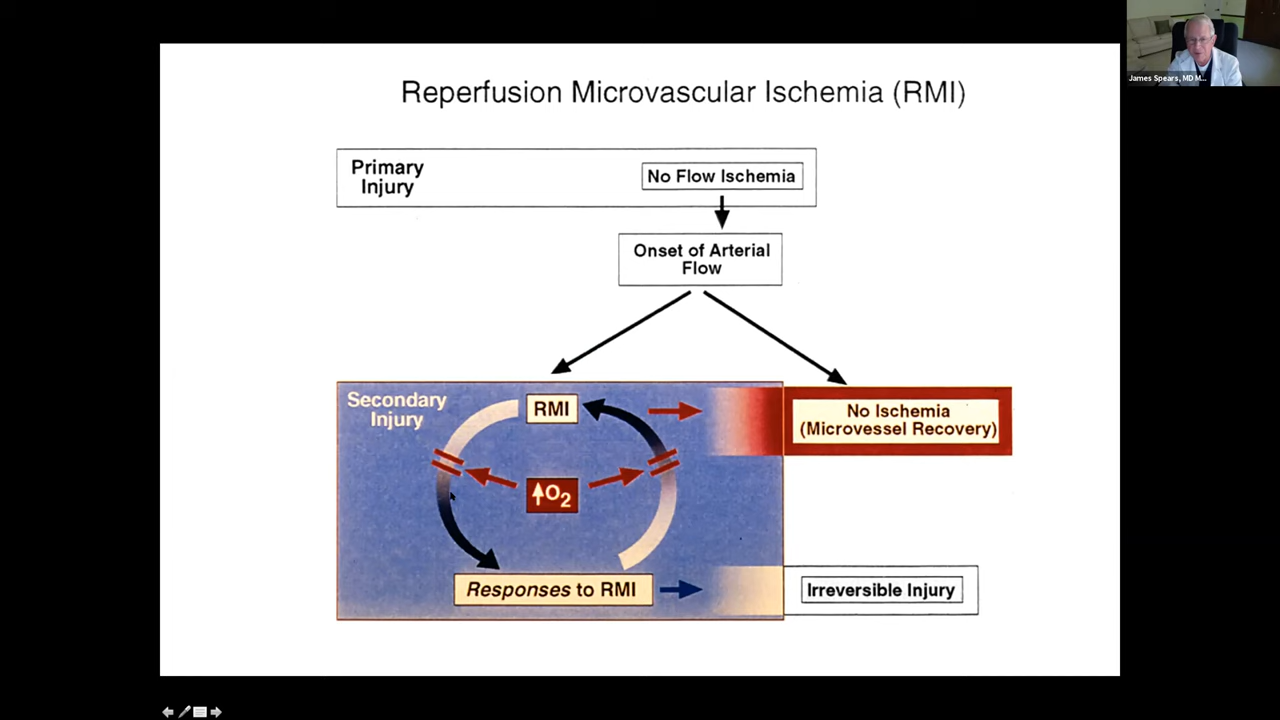 James Spears, MD M...
Reperfusion Microvascular Ischemia (RMI)
Primary
Injury
No Flow Ischemia
Onset of Arterial
Flow
Secondary
Injury
RMI
No Ischemia
(Microvessel Recovery)
↑O₂
Responses to RMI
Irreversible Injury